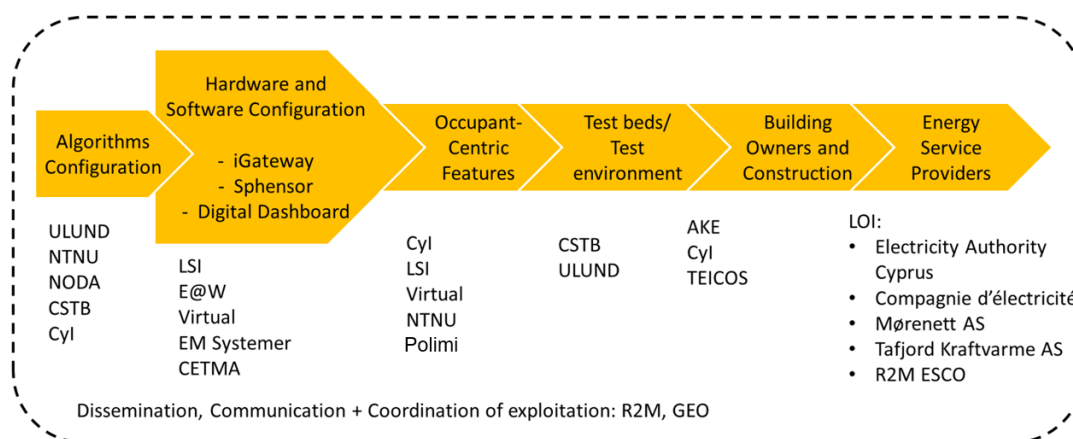 Algorithms
Configuration
ULUND
NTNU
NODA
CSTB
CyI
Hardware and
Software Configuration
- iGateway
- Sphensor
- Digital Dashboard
LSI
E@W
Virtual
EM Systemer
CETMA
Occupant-
Centric
Features
CyI
LSI
Virtual
NTNU
Polimi
Test beds/
Test
environment
CSTB
ULUND
Building
Owners and
Construction
AKE
CyI
TEICOS
Energy
Service
Providers
LOI:
• Electricity Authority
Cyprus
• Compagnie d’électricité
• Mørenett AS
• Tafjord Kraftvarme AS
• R2M ESCO
Dissemination, Communication + Coordination of exploitation: R2M, GEO